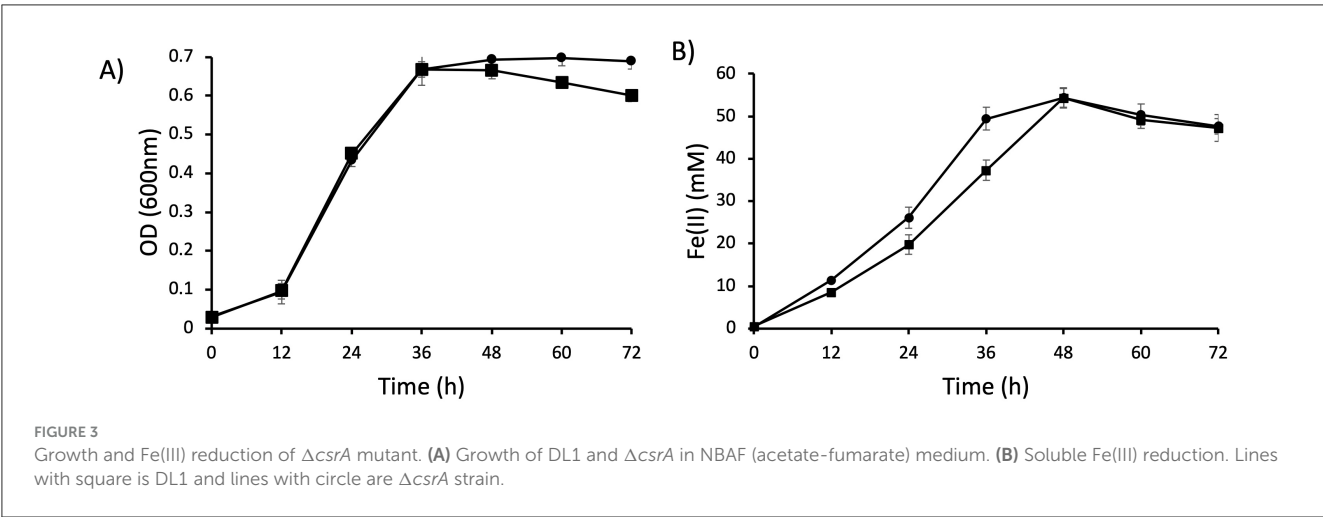 A)
0.7
0.6
0.5
0.4
0.3
0.2
0.1
0
OD (600nm)
0 12 24 36 48 60 72
Time (h)
B)
60
50
40
30
20
10
0
Fe(II) (mM)
0 12 24 36 48 60 72
Time (h)
FIGURE 3
Growth and Fe(III) reduction of ΔcsrA mutant. (A) Growth of DL1 and ΔcsrA in NBAF (acetate-fumarate) medium. (B) Soluble Fe(III) reduction. Lines
with square is DL1 and lines with circle are ΔcsrA strain.